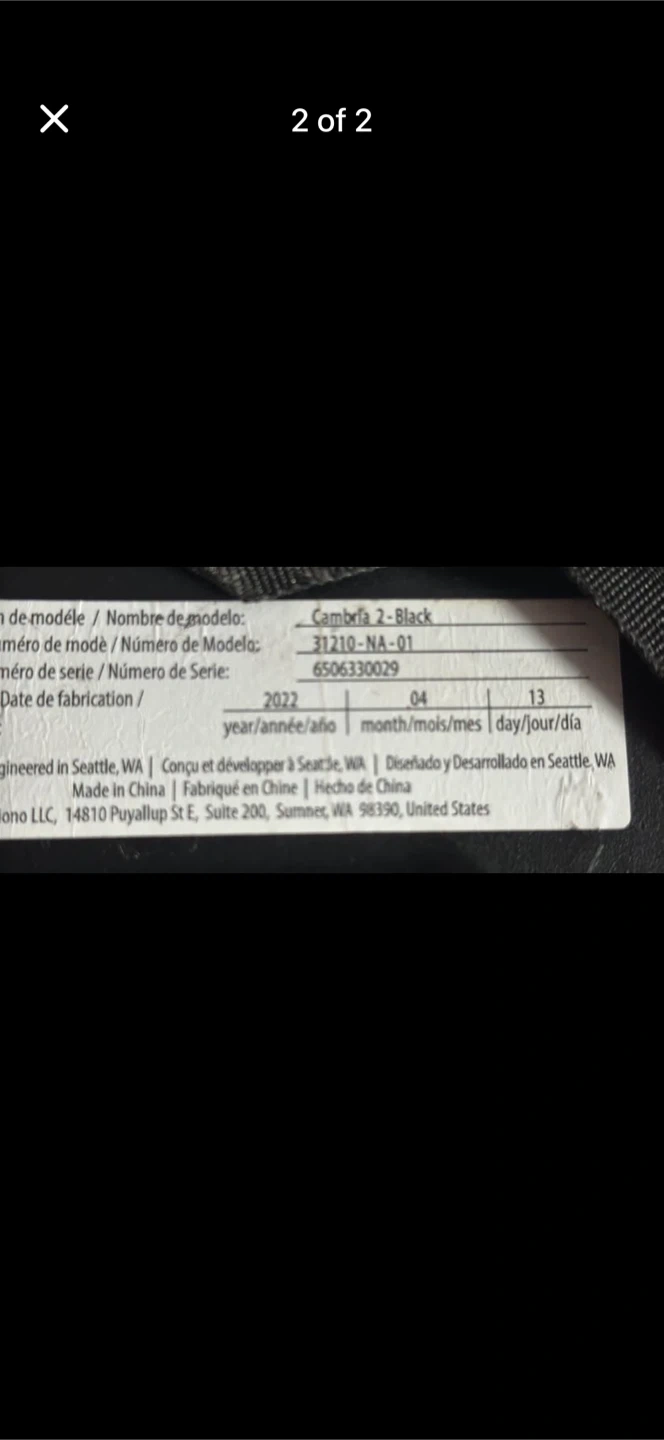 2 of 2
de modéle / Nombre de modelo: Cambria 2 - Black
méro de modè / Número de Modelo: 31210-NA-01
méro de serie / Número de Serie: 6506330029
Date de fabrication / 2022 | 04 | 13
year/année/año | month/mois/mes | day/jour/día
gineered in Seattle, WA | Conçu et développer à Seattle, WA | Diseñado y Desarrollado en Seattle, WA
Made in China | Fabriqué en Chine | Hecho de China
ono LLC, 14810 Puyallup St E, Suite 200, Sumner, WA 98390, United States